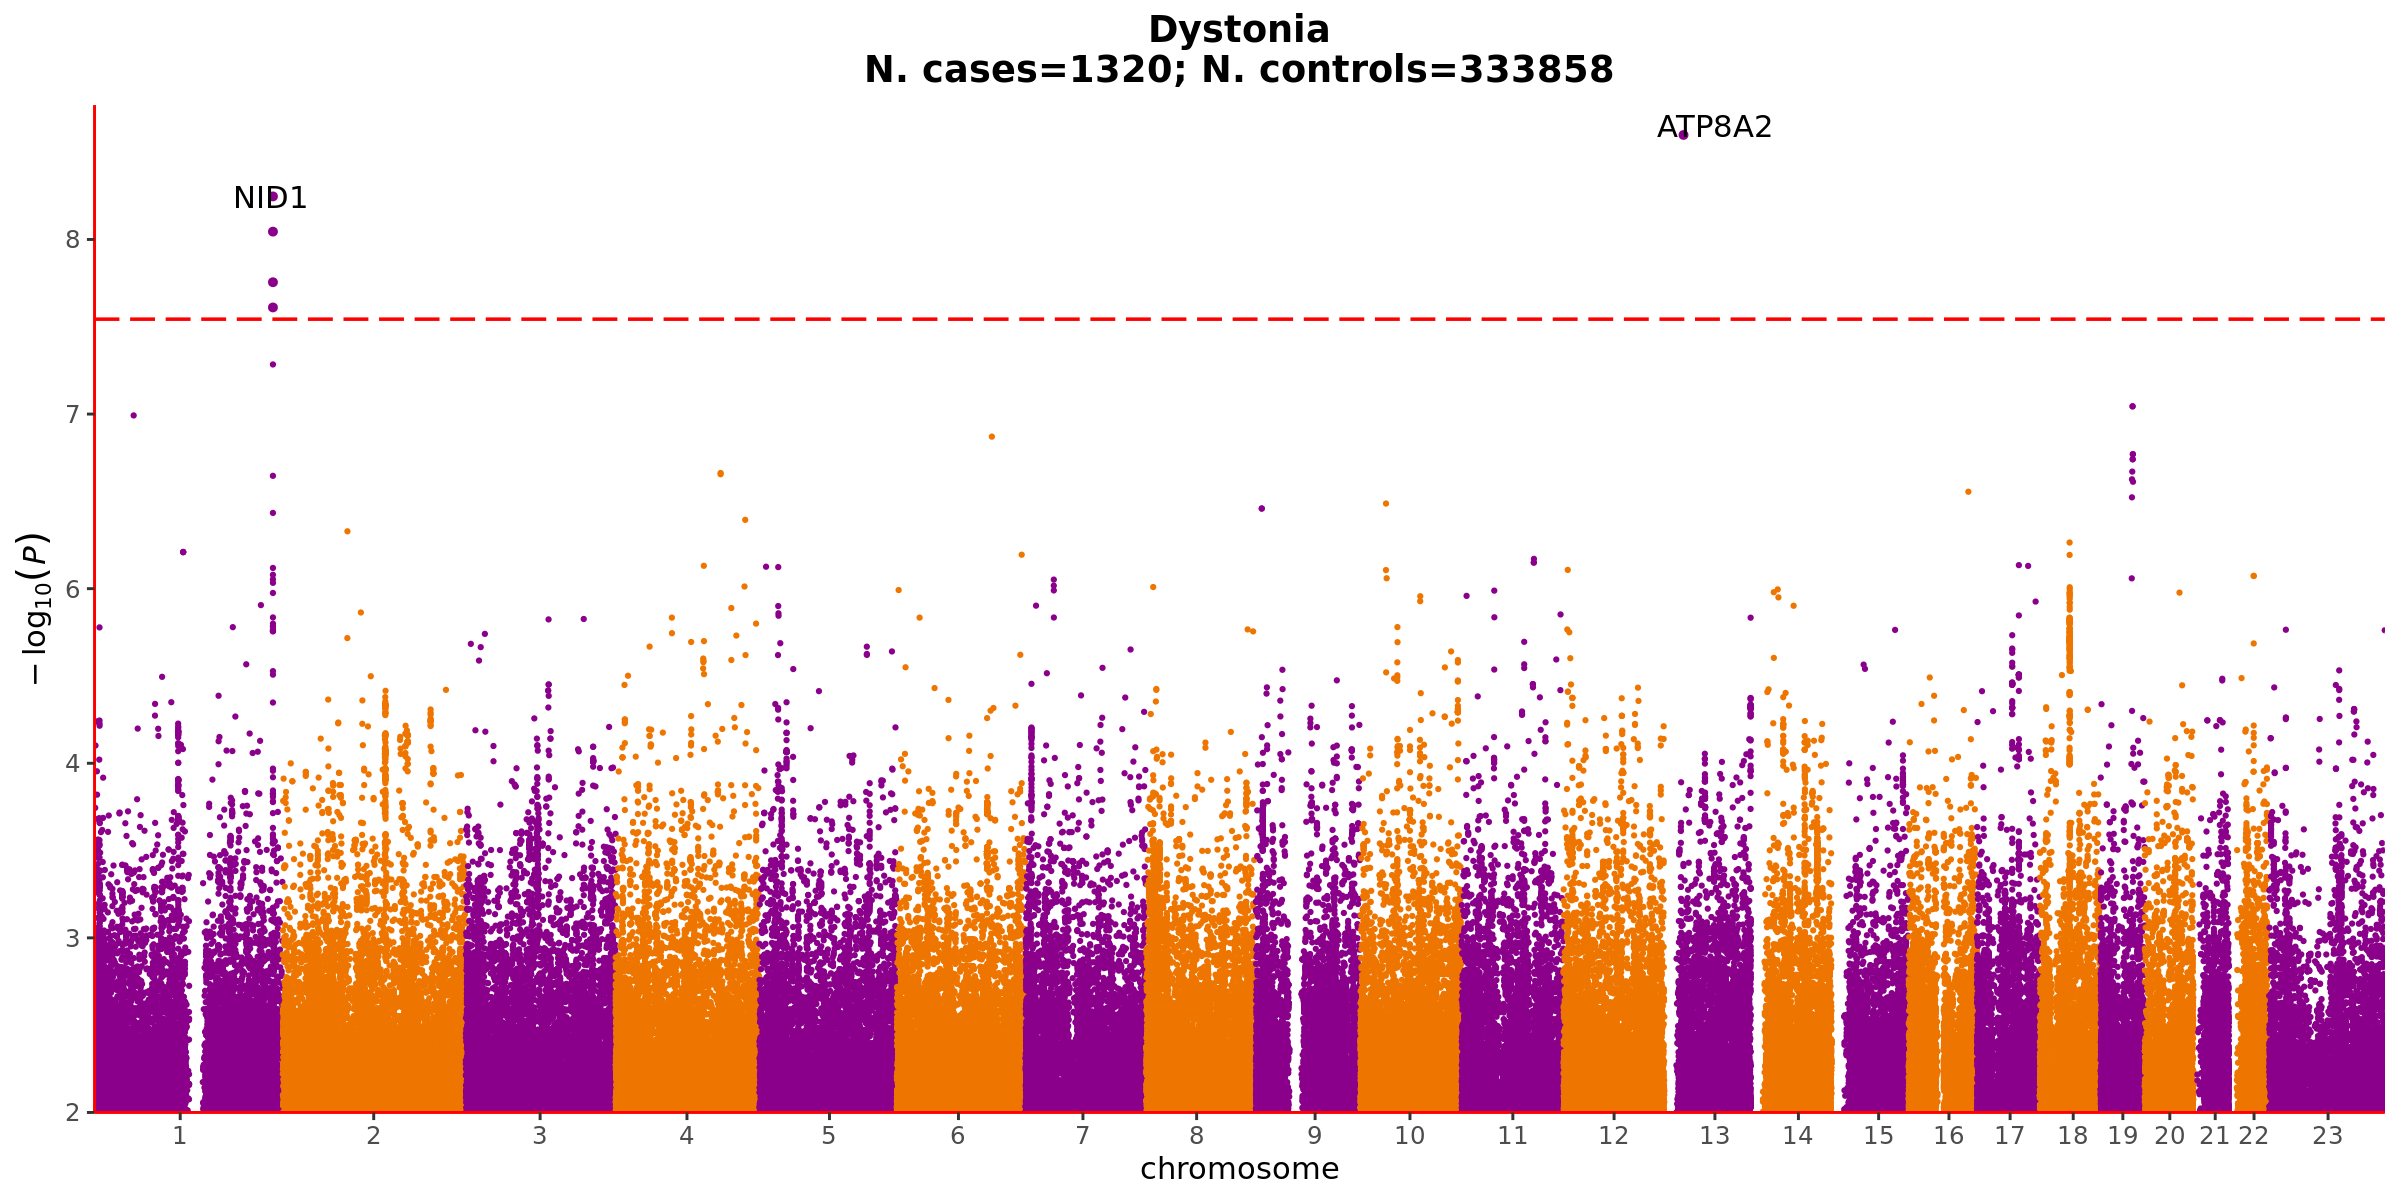 Dystonia
N. cases=1320; N. controls=333858
ATP8A2
NID1
8
7
6
4
3
2
−log10(P)
1 2 3 4 5 6 7 8 9 10 11 12 13 14 15 16 17 18 19 20 21 22 23
chromosome